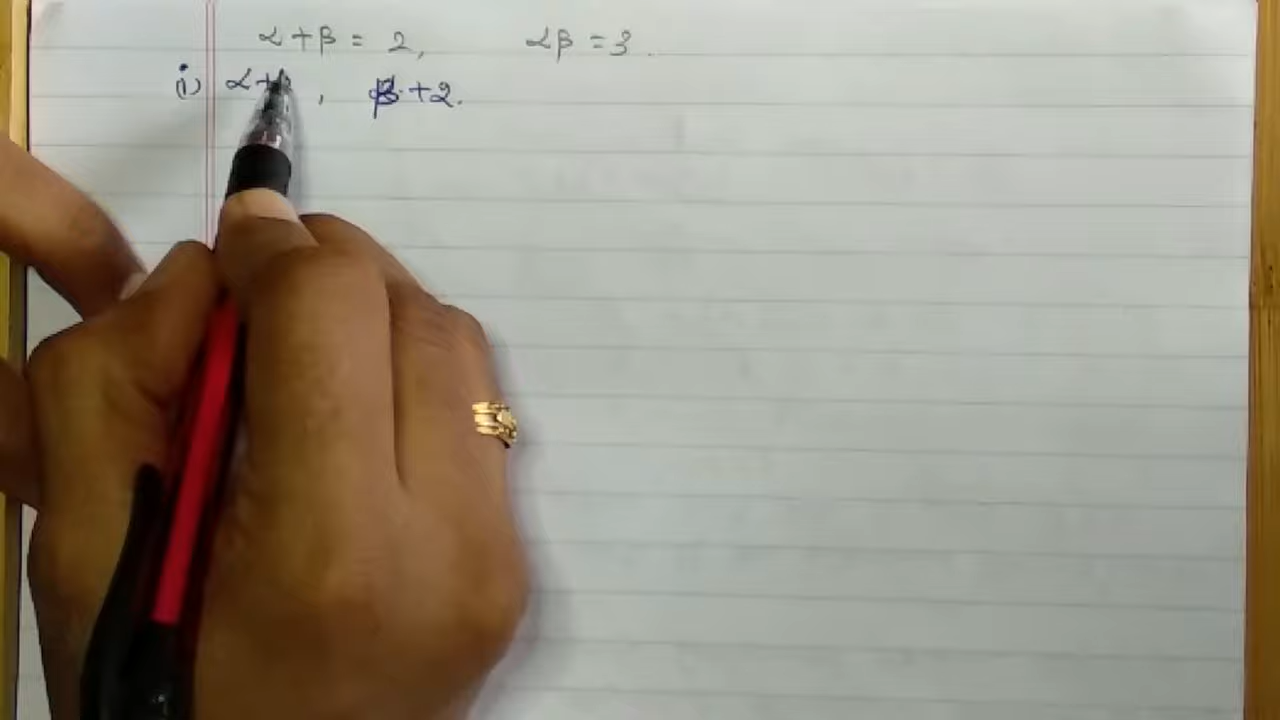 α + β = 2, αβ = 3.
(i) α + , β + 2.